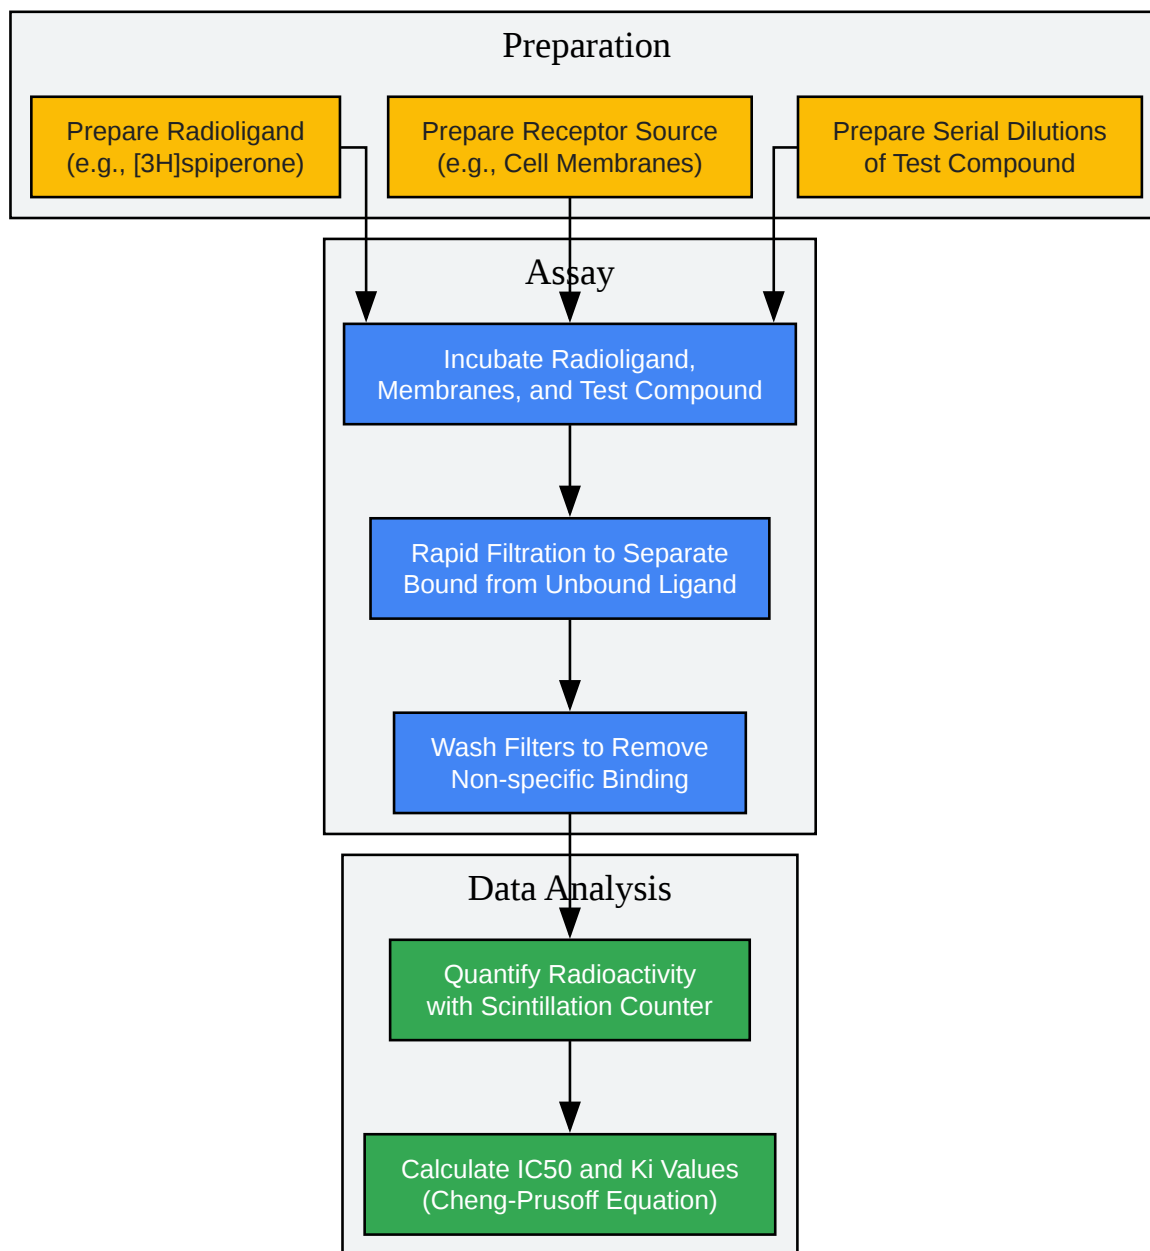 Preparation
Prepare Radioligand
(e.g., [3H]spiperone)
Prepare Receptor Source
(e.g., Cell Membranes)
Prepare Serial Dilutions
of Test Compound
Assay
Incubate Radioligand,
Membranes, and Test Compound
Rapid Filtration to Separate
Bound from Unbound Ligand
Wash Filters to Remove
Non-specific Binding
Data Analysis
Quantify Radioactivity
with Scintillation Counter
Calculate IC50 and Ki Values
(Cheng-Prusoff Equation)